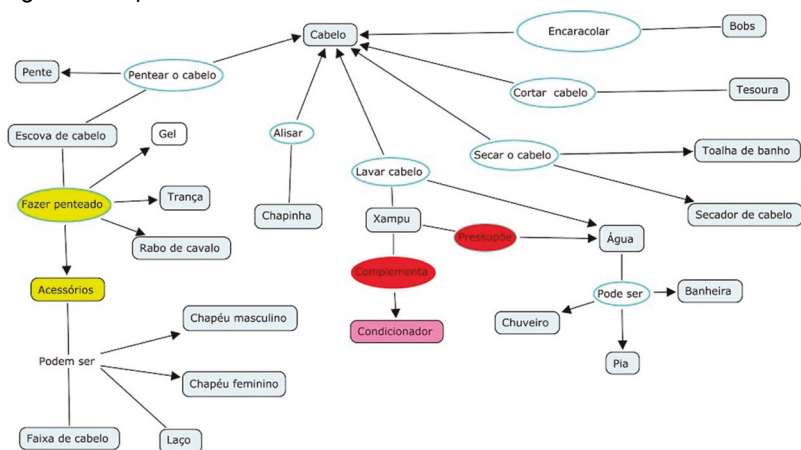 Cabelo
Encaracolar
Bobs
Pente
Pentear o cabelo
Cortar cabelo
Tesoura
Escova de cabelo
Gel
Alisar
Secar o cabelo
Toalha de banho
Lavar cabelo
Fazer penteado
Trança
Chapinha
Xampu
Secador de cabelo
Rabo de cavalo
Pressupõe
Água
Complementa
Acessórios
Pode ser
Banheira
Chapéu masculino
Chuveiro
Condicionador
Podem ser
Pia
Chapéu feminino
Faixa de cabelo
Laço